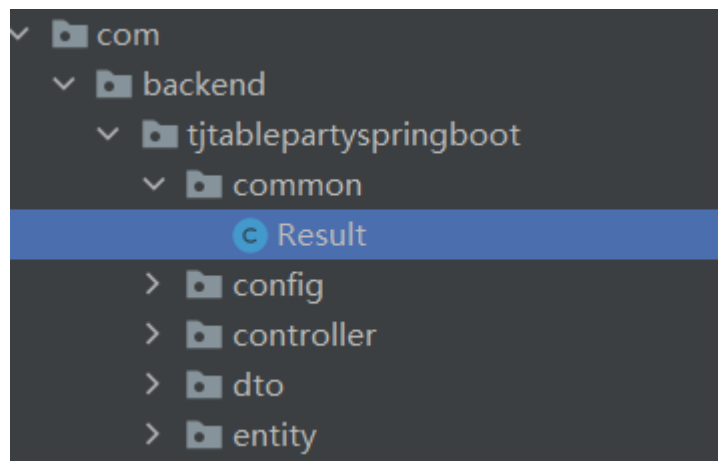 com
backend
tjtablepartyspringboot
common
C Result
config
controller
dto
entity